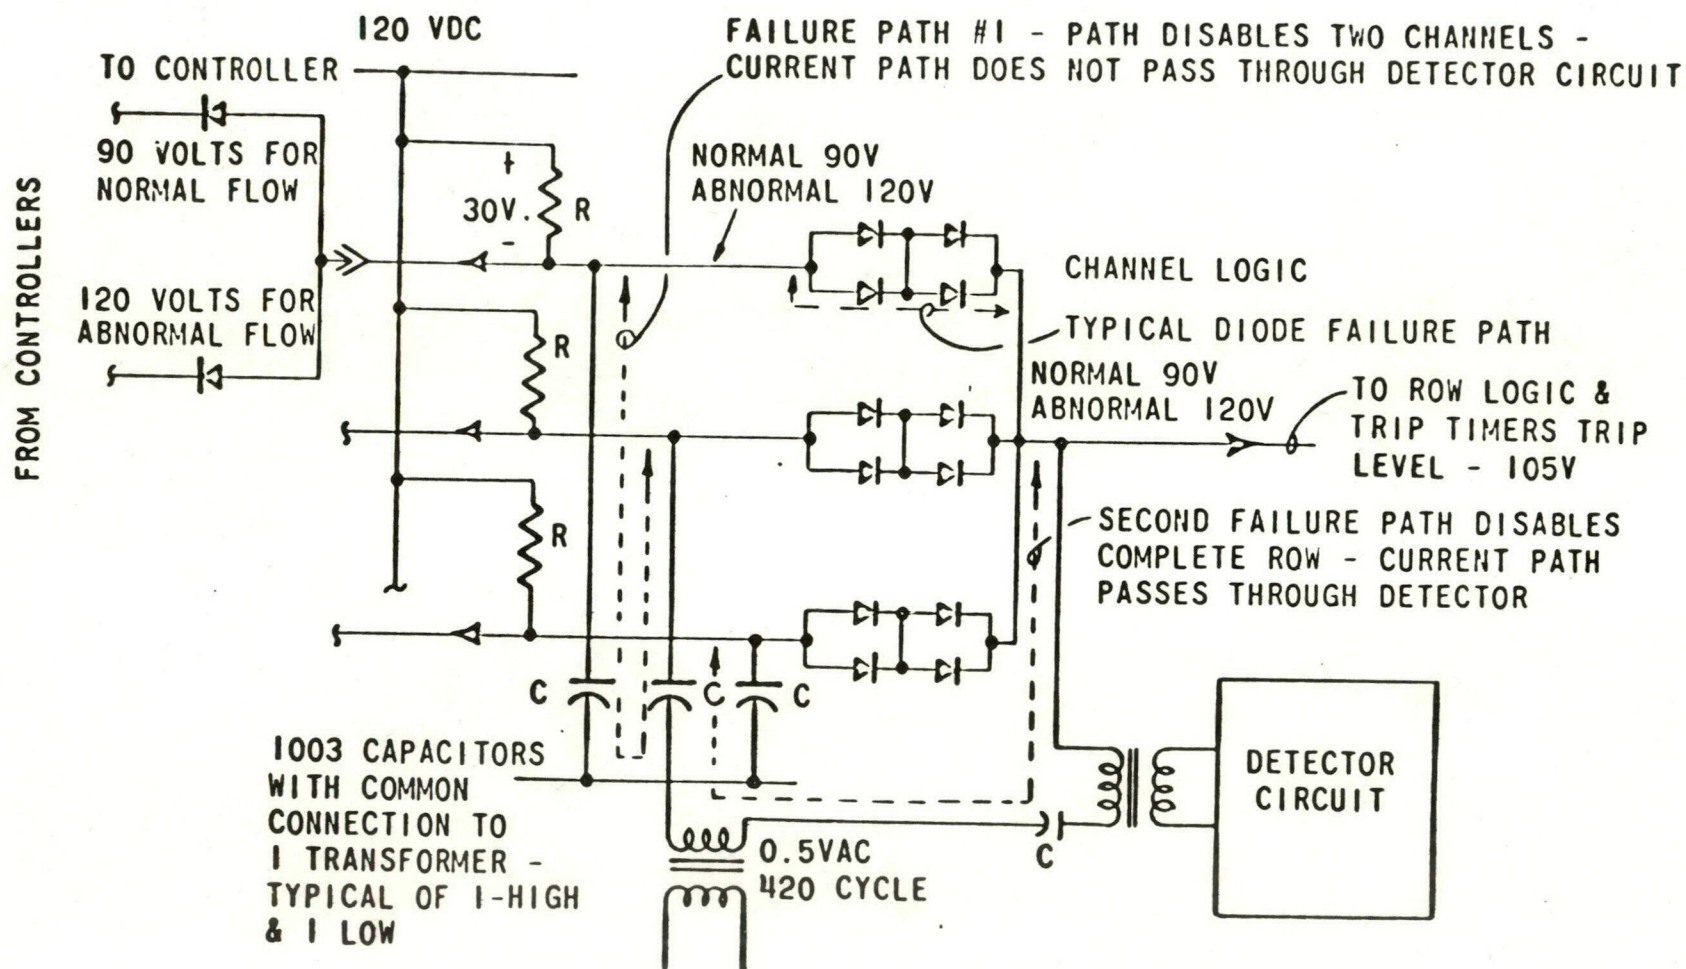 120 VDC
TO CONTROLLER
FAILURE PATH #1 - PATH DISABLES TWO CHANNELS -
CURRENT PATH DOES NOT PASS THROUGH DETECTOR CIRCUIT
90 VOLTS FOR
NORMAL FLOW
+
30V.
-
R
NORMAL 90V
ABNORMAL 120V
FROM CONTROLLERS
120 VOLTS FOR
ABNORMAL FLOW
R
CHANNEL LOGIC
TYPICAL DIODE FAILURE PATH
NORMAL 90V
ABNORMAL 120V
TO ROW LOGIC &
TRIP TIMERS TRIP
LEVEL - 105V
R
SECOND FAILURE PATH DISABLES
COMPLETE ROW - CURRENT PATH
PASSES THROUGH DETECTOR
C
C
C
1003 CAPACITORS
WITH COMMON
CONNECTION TO
1 TRANSFORMER -
TYPICAL OF 1-HIGH
& 1 LOW
0.5VAC
420 CYCLE
C
DETECTOR
CIRCUIT